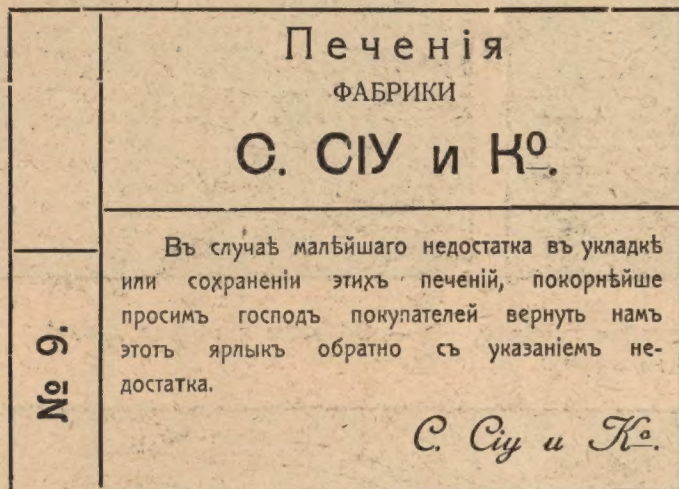 Печенія
ФАБРИКИ
С. СІУ и Кº.
Въ случаѣ малѣйшаго недостатка въ укладкѣ
или сохраненіи этихъ печеній, покорнѣйше
просимъ господъ покупателей вернуть намъ
этотъ ярлыкъ обратно съ указаніемъ не-
достатка.
С. Сіу и Кº.
№ 9.